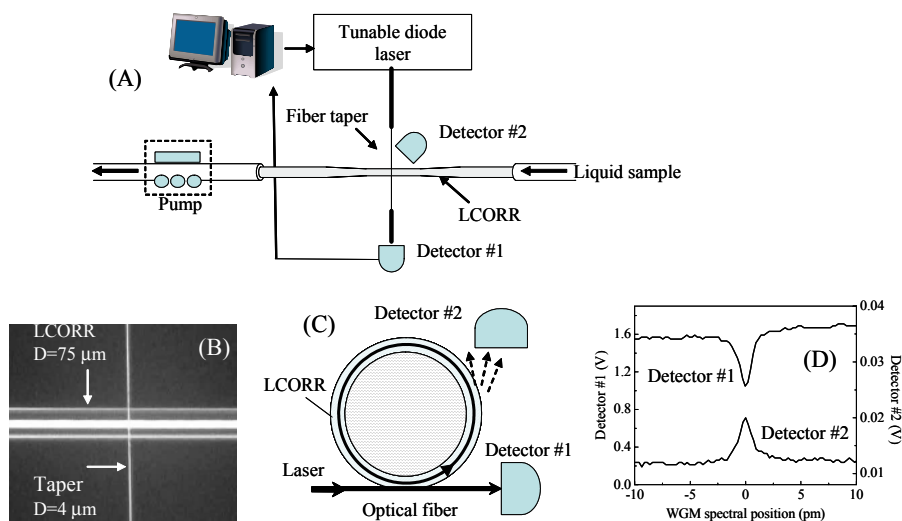 Tunable diode
laser
(A)
Fiber taper
Detector #2
Liquid sample
Pump
LCORR
Detector #1
LCORR
D=75 μm
(B)
Taper
D=4 μm
(C)
Detector #2
LCORR
Detector #1
Laser
Optical fiber
(D)
Detector #1 (V)
1.6
1.2
0.8
0.4
0.0
Detector #1
Detector #2
0.04
0.03
0.02
0.01
Detector #2 (V)
-10
-5
0
5
10
WGM spectral position (pm)